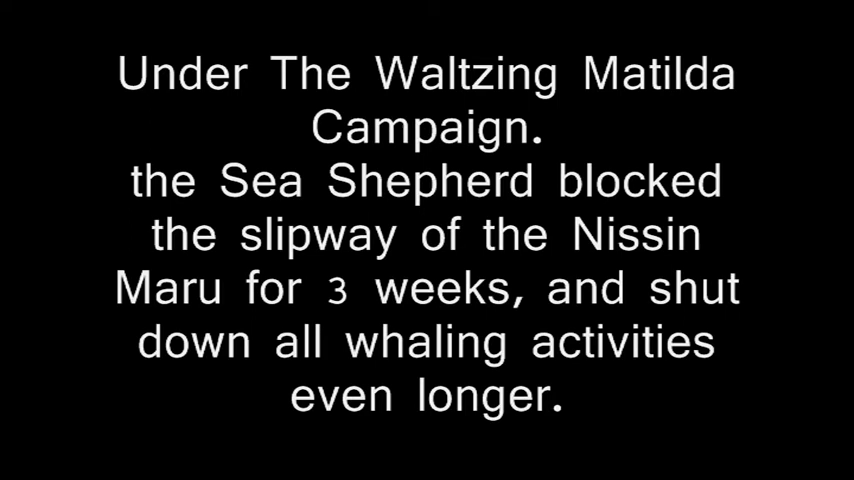 Under The Waltzing Matilda
Campaign.
the Sea Shepherd blocked
the slipway of the Nissin
Maru for 3 weeks, and shut
down all whaling activities
even longer.